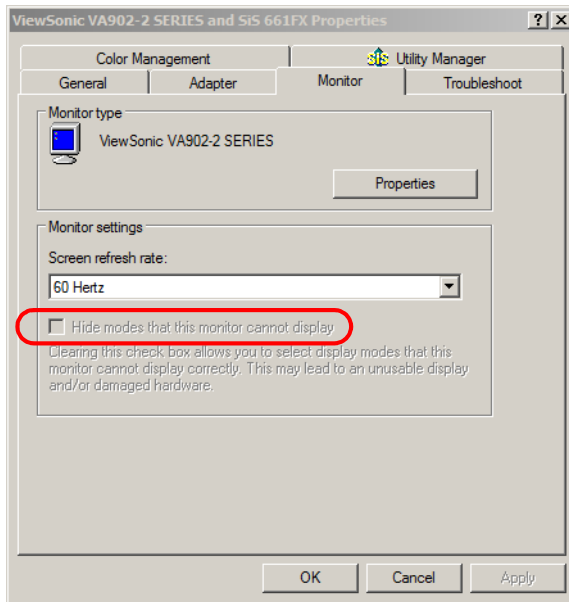 ViewSonic VA902-2 SERIES and SiS 661FX Properties
Color Management
SiS Utility Manager
General
Adapter
Monitor
Troubleshoot
Monitor type
ViewSonic VA902-2 SERIES
Properties
Monitor settings
Screen refresh rate:
60 Hertz
Hide modes that this monitor cannot display
Clearing this check box allows you to select display modes that this
monitor cannot display correctly. This may lead to an unusable display
and/or damaged hardware.
OK
Cancel
Apply